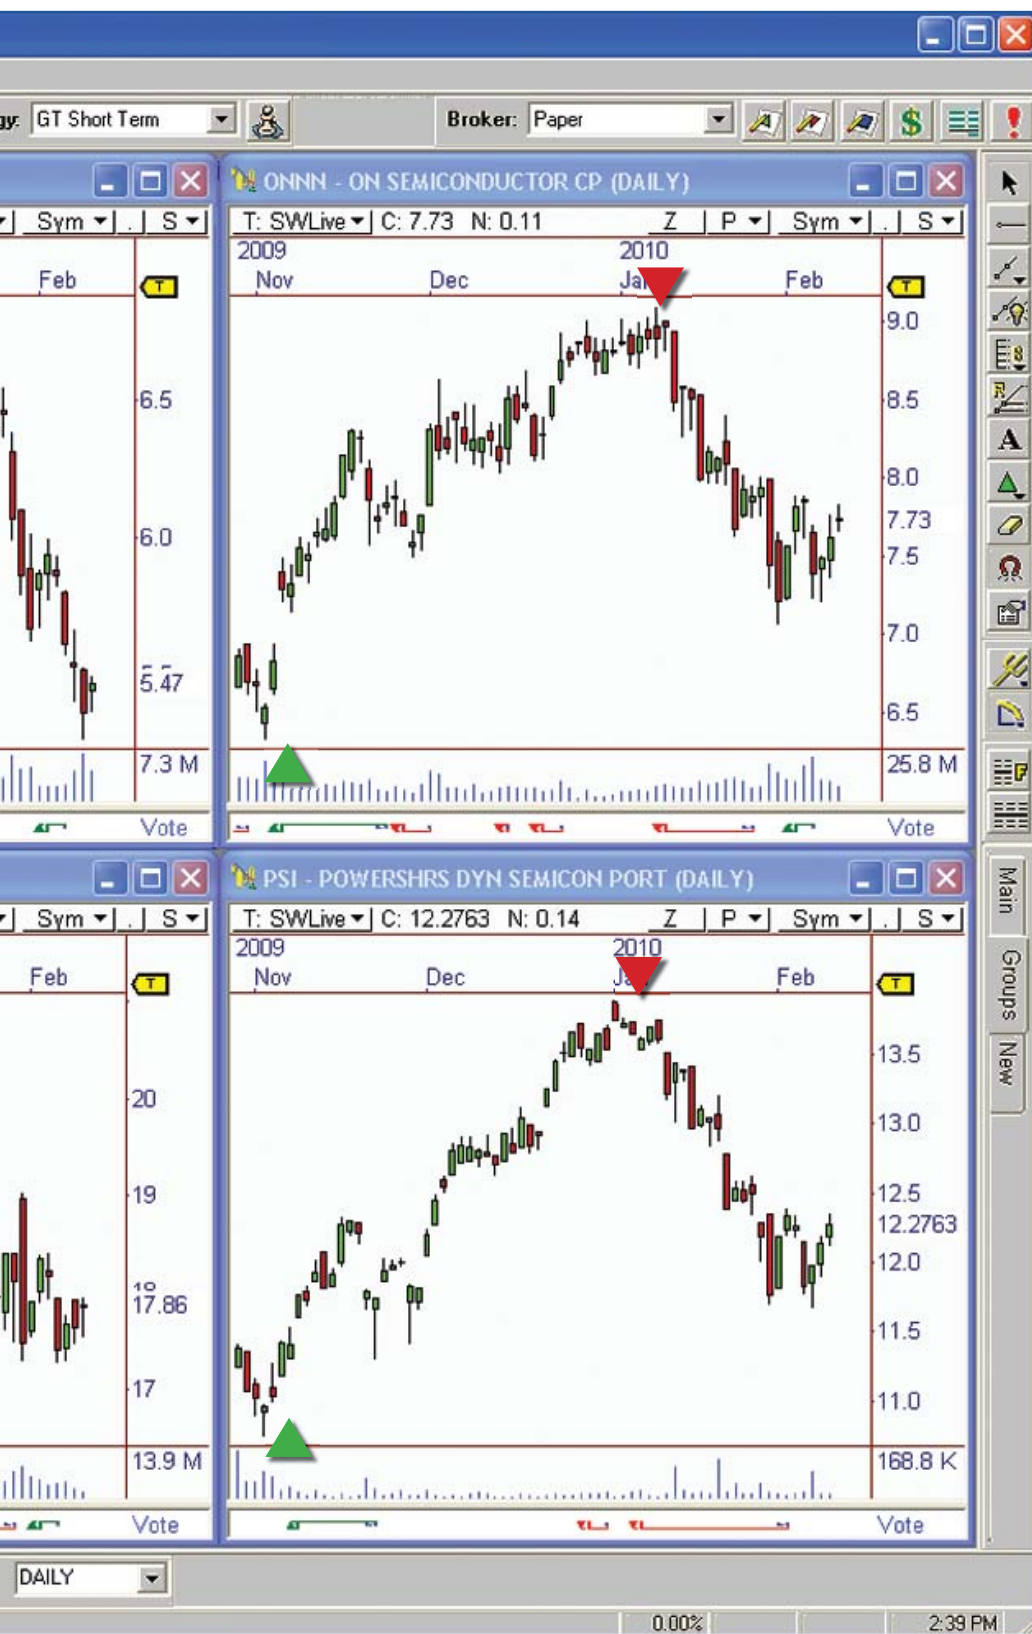 gy: GT Short Term Broker: Paper
ONNN - ON SEMICONDUCTOR CP (DAILY)
Sym . S T: SWLive C: 7.73 N: 0.11 Z P Sym . S
2009 2010
Feb T Nov Dec Feb T
9.0
6.5 8.5
8.0
6.0 7.73
7.5
7.0
5.47
6.5
7.3 M 25.8 M
Vote Vote
PSI - POWERSHRS DYN SEMICON PORT (DAILY)
Sym . S T: SWLive C: 12.2763 N: 0.14 Z P Sym . S
2009 2010
Feb T Nov Dec Feb T
13.5
20 13.0
19 12.5
12.2763
12.0
17.86
11.5
17 11.0
13.9 M 168.8 K
Vote Vote
Main
Groups
New
DAILY
0.00% 2:39 PM